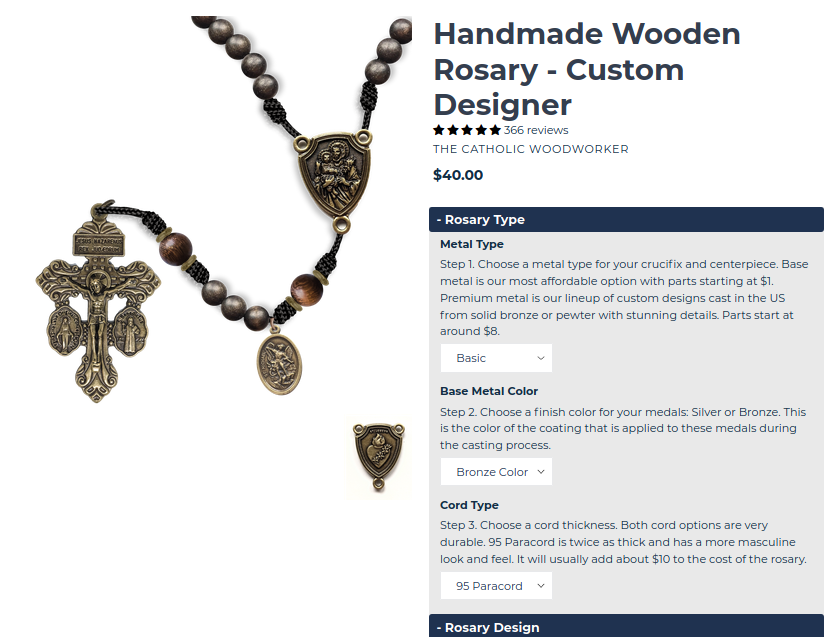 Handmade Wooden
Rosary - Custom
Designer
366 reviews
THE CATHOLIC WOODWORKER
$40.00
- Rosary Type
Metal Type
Step 1. Choose a metal type for your crucifix and centerpiece. Base
metal is our most affordable option with parts starting at $1.
Premium metal is our lineup of custom designs cast in the US
from solid bronze or pewter with stunning details. Parts start at
around $8.
Basic
Base Metal Color
Step 2. Choose a finish color for your medals: Silver or Bronze. This
is the color of the coating that is applied to these medals during
the casting process.
Bronze Color
Cord Type
Step 3. Choose a cord thickness. Both cord options are very
durable. 95 Paracord is twice as thick and has a more masculine
look and feel. It will usually add about $10 to the cost of the rosary.
95 Paracord
- Rosary Design